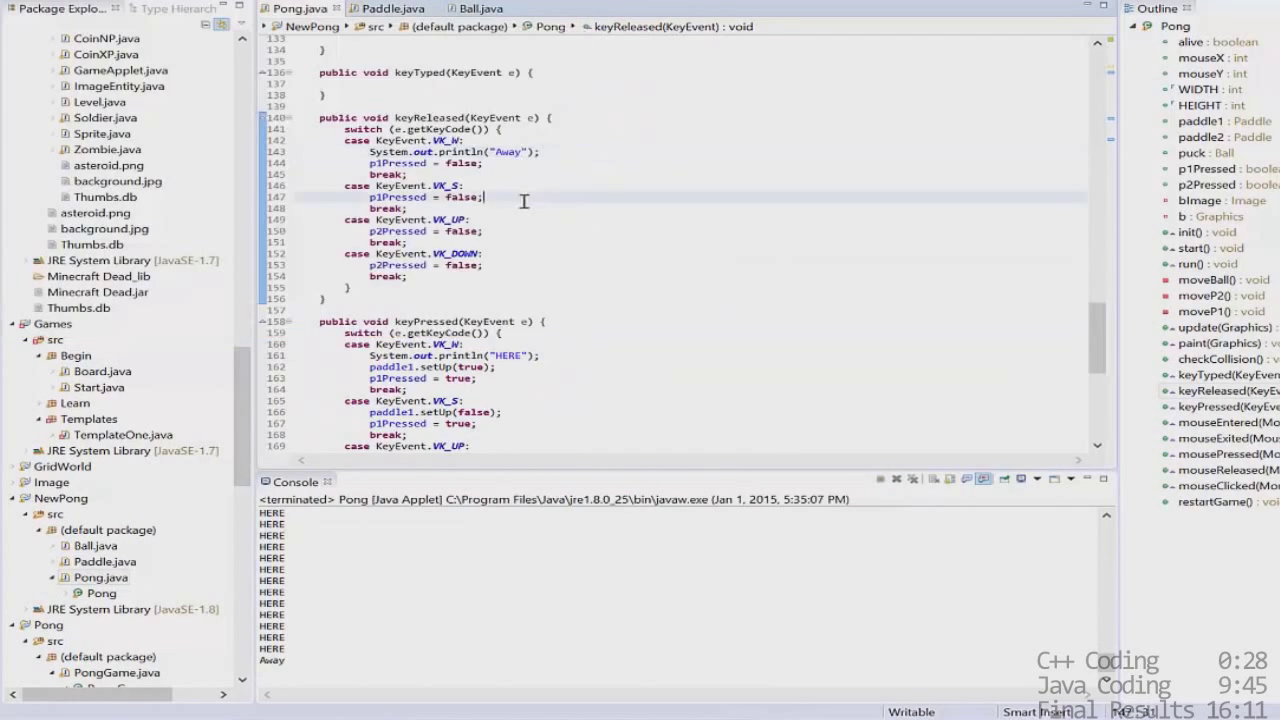 Package Explo...
Type Hierarch
CoinNP.java
CoinXP.java
GameApplet.java
ImageEntity.java
Level.java
Soldier.java
Sprite.java
Zombie.java
asteroid.png
background.jpg
Thumbs.db
asteroid.png
background.jpg
Thumbs.db
JRE System Library [JavaSE-1.7]
Minecraft Dead_lib
Minecraft Dead.jar
Thumbs.db
Games
src
Begin
Board.java
Start.java
Learn
Templates
TemplateOne.java
JRE System Library [JavaSE-1.7]
GridWorld
Image
NewPong
src
(default package)
Ball.java
Paddle.java
Pong.java
Pong
JRE System Library [JavaSE-1.8]
Pong
src
(default package)
PongGame.java
Pong.java Paddle.java Ball.java
NewPong src (default package) Pong keyReleased(KeyEvent) : void
133
134 }
135
136 public void keyTyped(KeyEvent e) {
137
138 }
139
140 public void keyReleased(KeyEvent e) {
141 switch (e.getKeyCode()) {
142 case KeyEvent.VK_W:
143 System.out.println("Away");
144 p1Pressed = false;
145 break;
146 case KeyEvent.VK_S:
147 p1Pressed = false;
148 break;
149 case KeyEvent.VK_UP:
150 p2Pressed = false;
151 break;
152 case KeyEvent.VK_DOWN:
153 p2Pressed = false;
154 break;
155 }
156 }
157
158 public void keyPressed(KeyEvent e) {
159 switch (e.getKeyCode()) {
160 case KeyEvent.VK_W:
161 System.out.println("HERE");
162 paddle1.setUp(true);
163 p1Pressed = true;
164 break;
165 case KeyEvent.VK_S:
166 paddle1.setUp(false);
167 p1Pressed = true;
168 break;
169 case KeyEvent.VK_UP:
Console
<terminated> Pong [Java Applet] C:\Program Files\Java\jre1.8.0_25\bin\javaw.exe (Jan 1, 2015, 5:35:07 PM)
HERE
HERE
HERE
HERE
HERE
HERE
HERE
HERE
HERE
HERE
HERE
HERE
HERE
Away
Outline
Pong
alive : boolean
mouseX : int
mouseY : int
WIDTH : int
HEIGHT : int
paddle1 : Paddle
paddle2 : Paddle
puck : Ball
p1Pressed : boole
p2Pressed : boole
bImage : Image
b : Graphics
init() : void
start() : void
run() : void
moveBall() : void
moveP2() : void
moveP1() : void
update(Graphics)
paint(Graphics) :
checkCollision() :
keyTyped(KeyEven
keyReleased(KeyEv
keyPressed(KeyEve
mouseEntered(Mo
mouseExited(Mou
mousePressed(Mo
mouseReleased(M
mouseClicked(Mou
restartGame() : vo
C++ Coding 0:28
Java Coding 9:45
Final Results 16:11
Writable Smart Insert